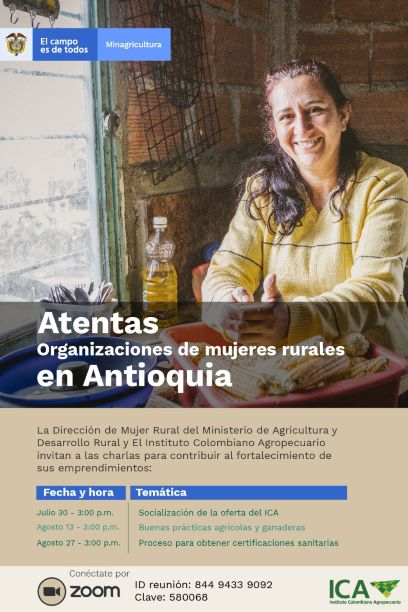 El campo
es de todos
Minagricultura
Atentas
Organizaciones de mujeres rurales
en Antioquia
La Dirección de Mujer Rural del Ministerio de Agricultura y
Desarrollo Rural y El Instituto Colombiano Agropecuario
invitan a las charlas para contribuir al fortalecimiento de
sus emprendimientos:
Fecha y hora Temática
Julio 30 - 3:00 p.m. Socialización de la oferta del ICA
Agosto 13 - 3:00 p.m. Buenas prácticas agrícolas y ganaderas
Agosto 27 - 3:00 p.m. Proceso para obtener certificaciones sanitarias
Conéctate por
zoom
ID reunión: 844 9433 9092
Clave: 580068
ICA
Instituto Colombiano Agropecuario